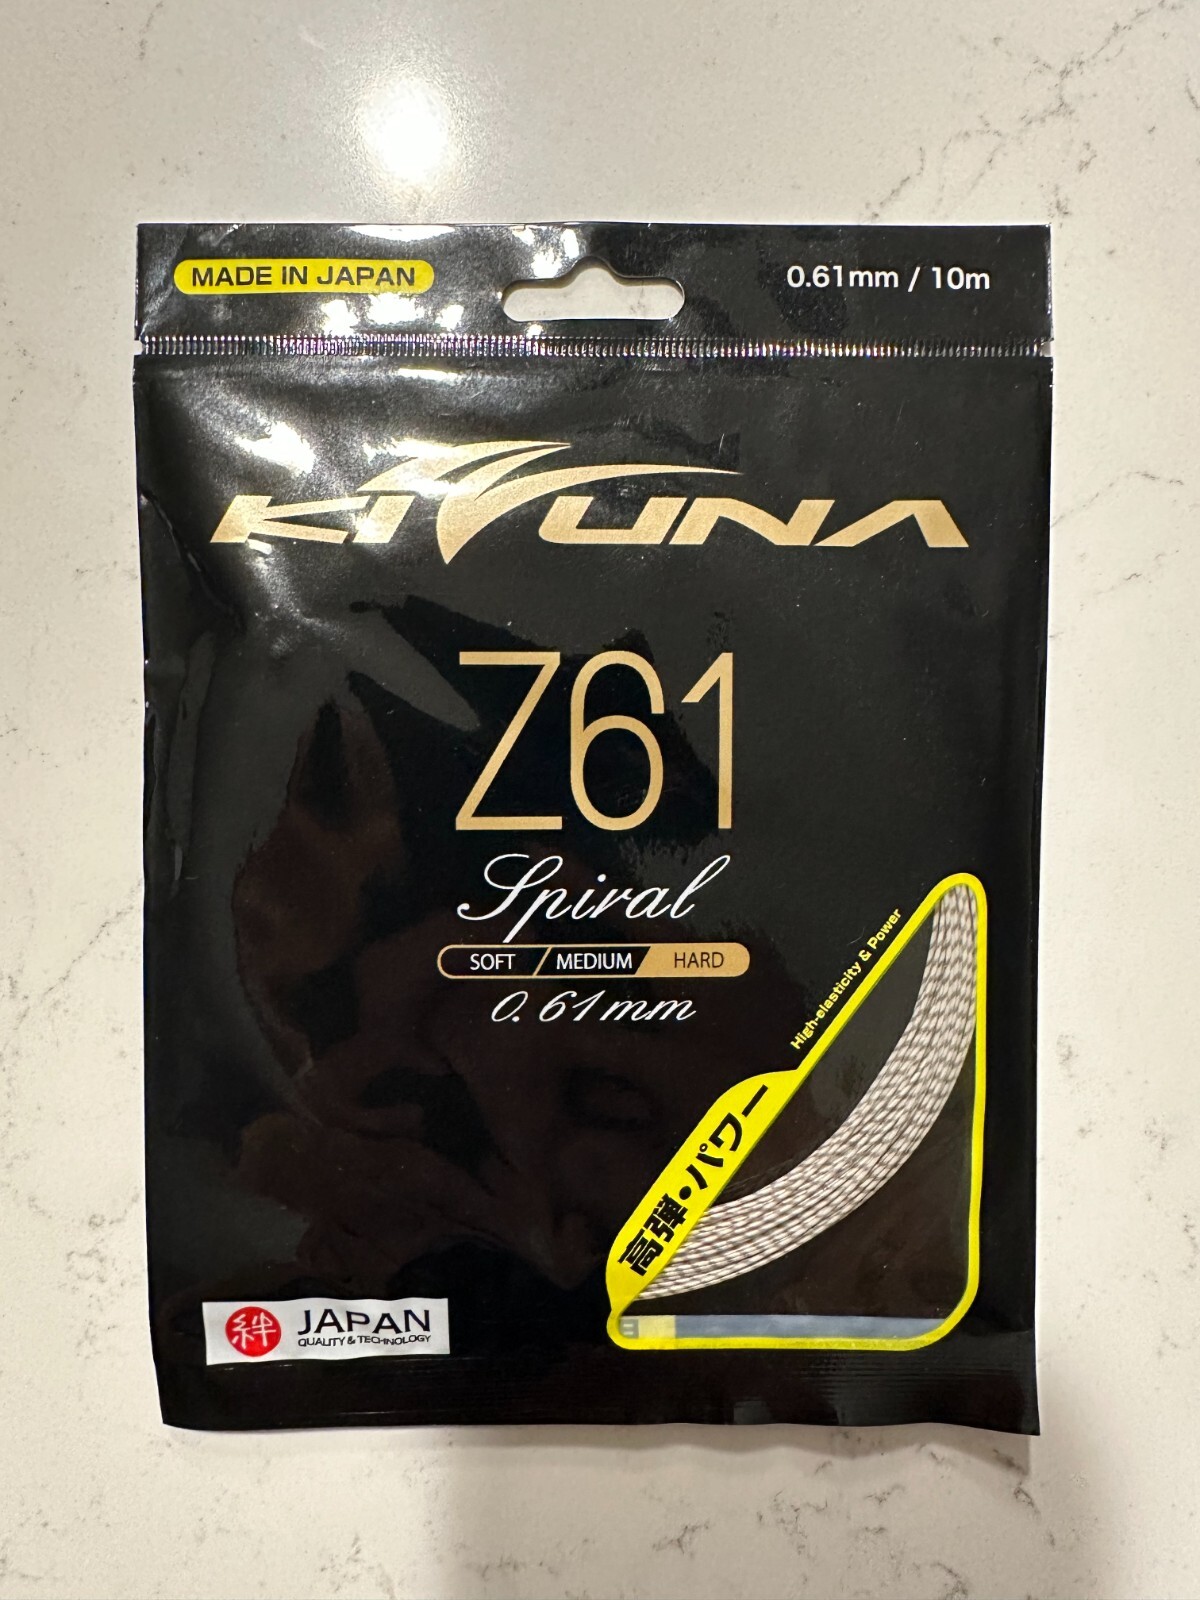 MADE IN JAPAN
0.61mm / 10m
KIZUNA
Z61
Spiral
SOFT / MEDIUM / HARD
0.61mm
High-elasticity & Power
高弾・パワー
絆 JAPAN
QUALITY & TECHNOLOGY